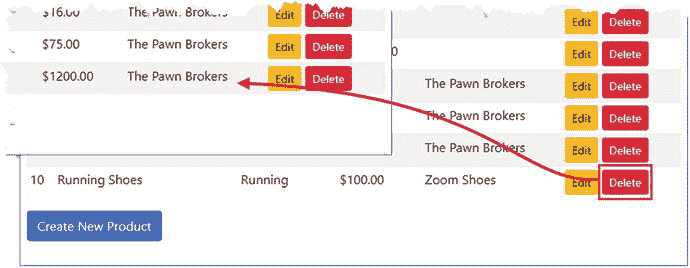 $16.00 The Pawn Brokers Edit Delete
$75.00 The Pawn Brokers Edit Delete
$1200.00 The Pawn Brokers Edit Delete
Edit Delete
0 Edit Delete
The Pawn Brokers Edit Delete
The Pawn Brokers Edit Delete
The Pawn Brokers Edit Delete
10 Running Shoes Running $100.00 Zoom Shoes Edit Delete
Create New Product